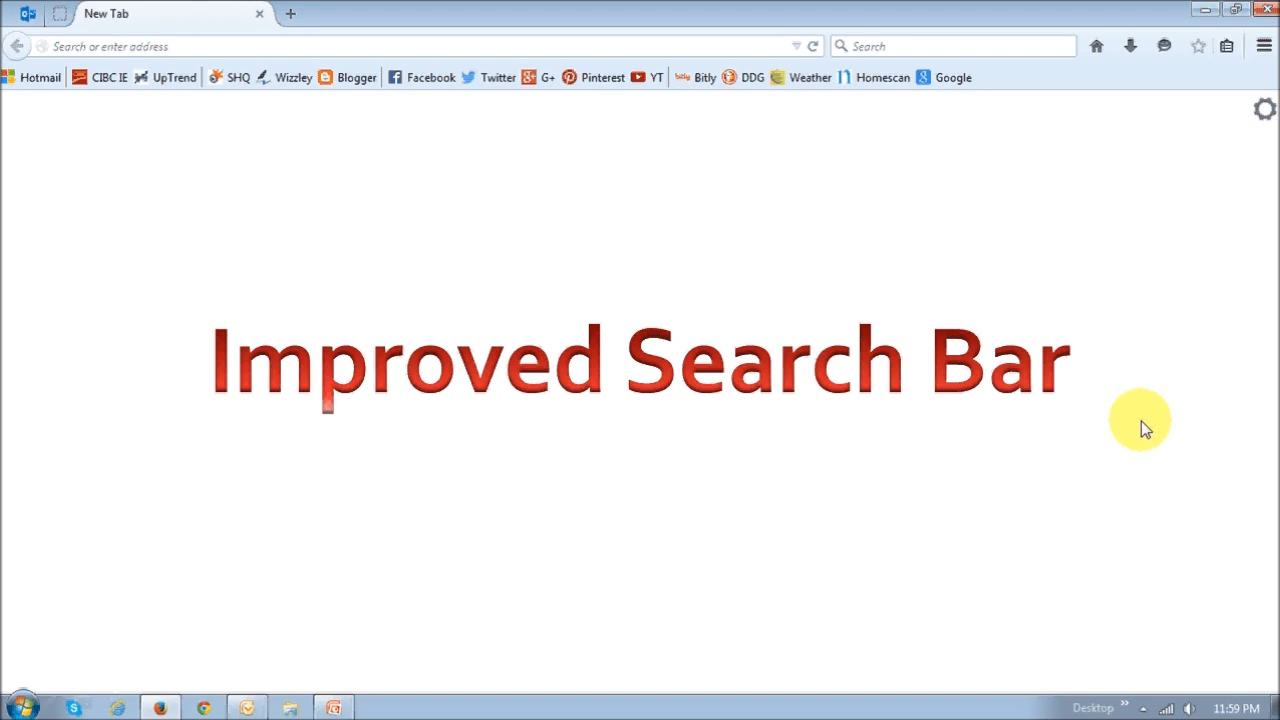 New Tab
Search or enter address
Search
Hotmail CIBC IE UpTrend SHQ Wizzley Blogger Facebook Twitter G+ Pinterest YT Bitly DDG Weather Homescan Google
Improved Search Bar
Desktop 11:59 PM